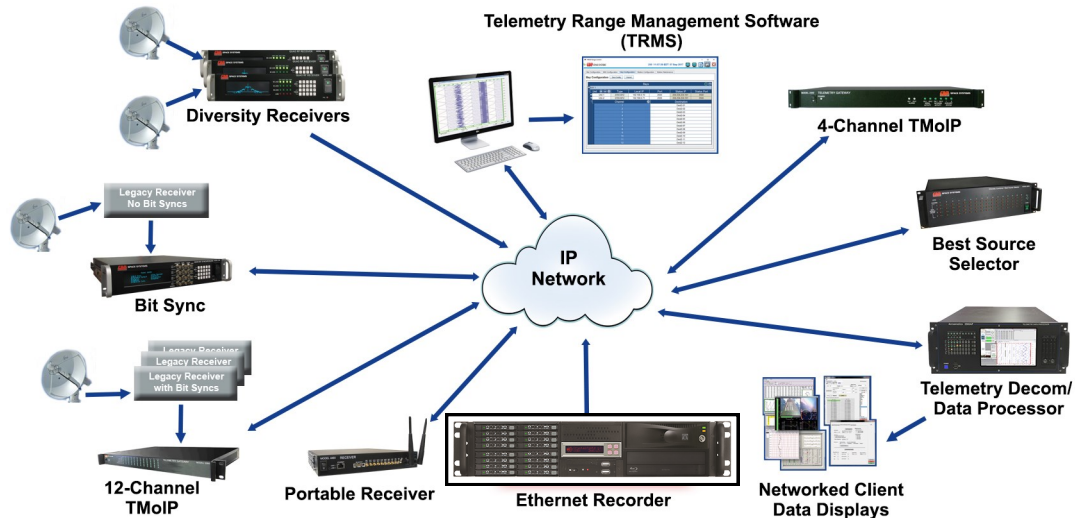 Telemetry Range Management Software
(TRMS)
Diversity Receivers
4-Channel TMoIP
Legacy Receiver
No Bit Syncs
Bit Sync
IP
Network
Best Source
Selector
Legacy Receiver
Legacy Receiver
Legacy Receiver
with Bit Syncs
12-Channel
TMoIP
Portable Receiver
Ethernet Recorder
Telemetry Decom/
Data Processor
Networked Client
Data Displays